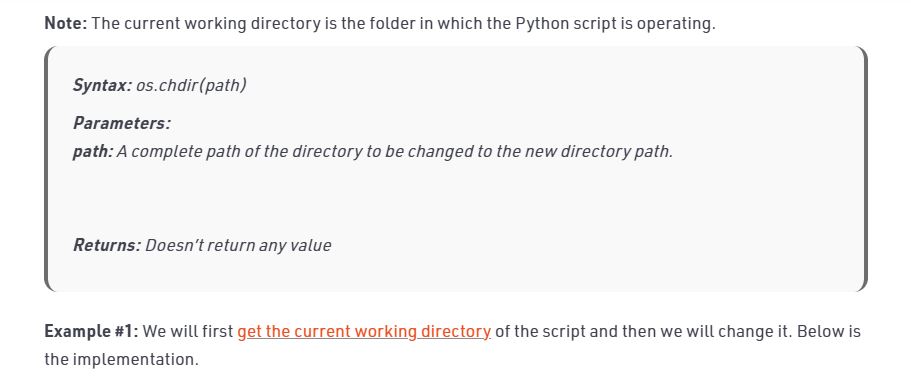 Note: The current working directory is the folder in which the Python script is operating.
Syntax: os.chdir(path)
Parameters:
path: A complete path of the directory to be changed to the new directory path.
Returns: Doesn't return any value
Example #1: We will first get the current working directory of the script and then we will change it. Below is
the implementation.